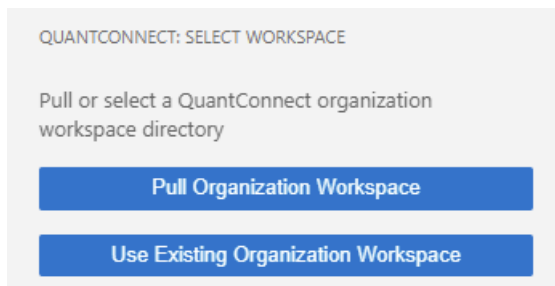 QUANTCONNECT: SELECT WORKSPACE
Pull or select a QuantConnect organization
workspace directory
Pull Organization Workspace
Use Existing Organization Workspace